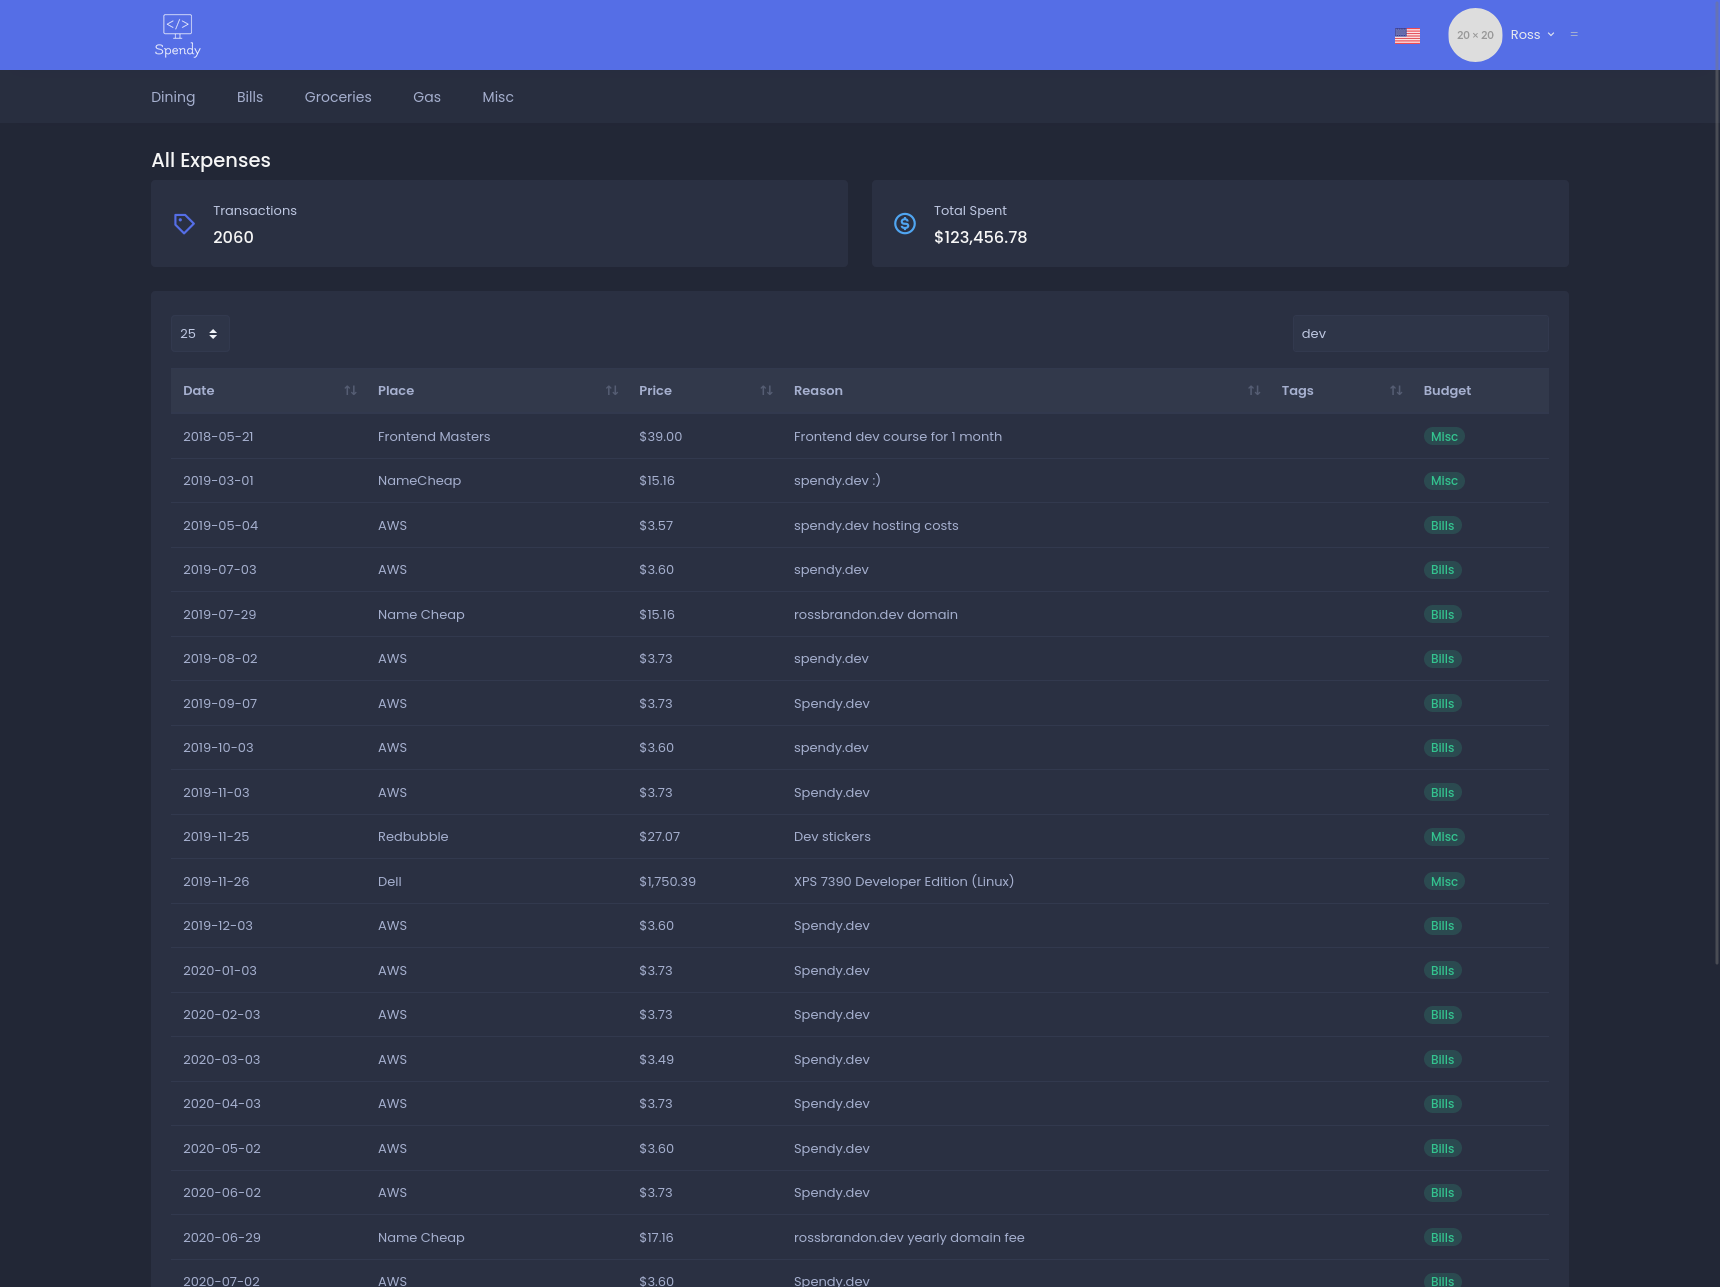 </>
Spendy
20 × 20
Ross
Dining Bills Groceries Gas Misc
All Expenses
Transactions
2060
Total Spent
$123,456.78
25
dev
Date Place Price Reason Tags Budget
2018-05-21 Frontend Masters $39.00 Frontend dev course for 1 month Misc
2019-03-01 NameCheap $15.16 spendy.dev :) Misc
2019-05-04 AWS $3.57 spendy.dev hosting costs Bills
2019-07-03 AWS $3.60 spendy.dev Bills
2019-07-29 Name Cheap $15.16 rossbrandon.dev domain Bills
2019-08-02 AWS $3.73 spendy.dev Bills
2019-09-07 AWS $3.73 Spendy.dev Bills
2019-10-03 AWS $3.60 spendy.dev Bills
2019-11-03 AWS $3.73 Spendy.dev Bills
2019-11-25 Redbubble $27.07 Dev stickers Misc
2019-11-26 Dell $1,750.39 XPS 7390 Developer Edition (Linux) Misc
2019-12-03 AWS $3.60 Spendy.dev Bills
2020-01-03 AWS $3.73 Spendy.dev Bills
2020-02-03 AWS $3.73 Spendy.dev Bills
2020-03-03 AWS $3.49 Spendy.dev Bills
2020-04-03 AWS $3.73 Spendy.dev Bills
2020-05-02 AWS $3.60 Spendy.dev Bills
2020-06-02 AWS $3.73 Spendy.dev Bills
2020-06-29 Name Cheap $17.16 rossbrandon.dev yearly domain fee Bills
2020-07-02 AWS $3.60 Spendy.dev Bills